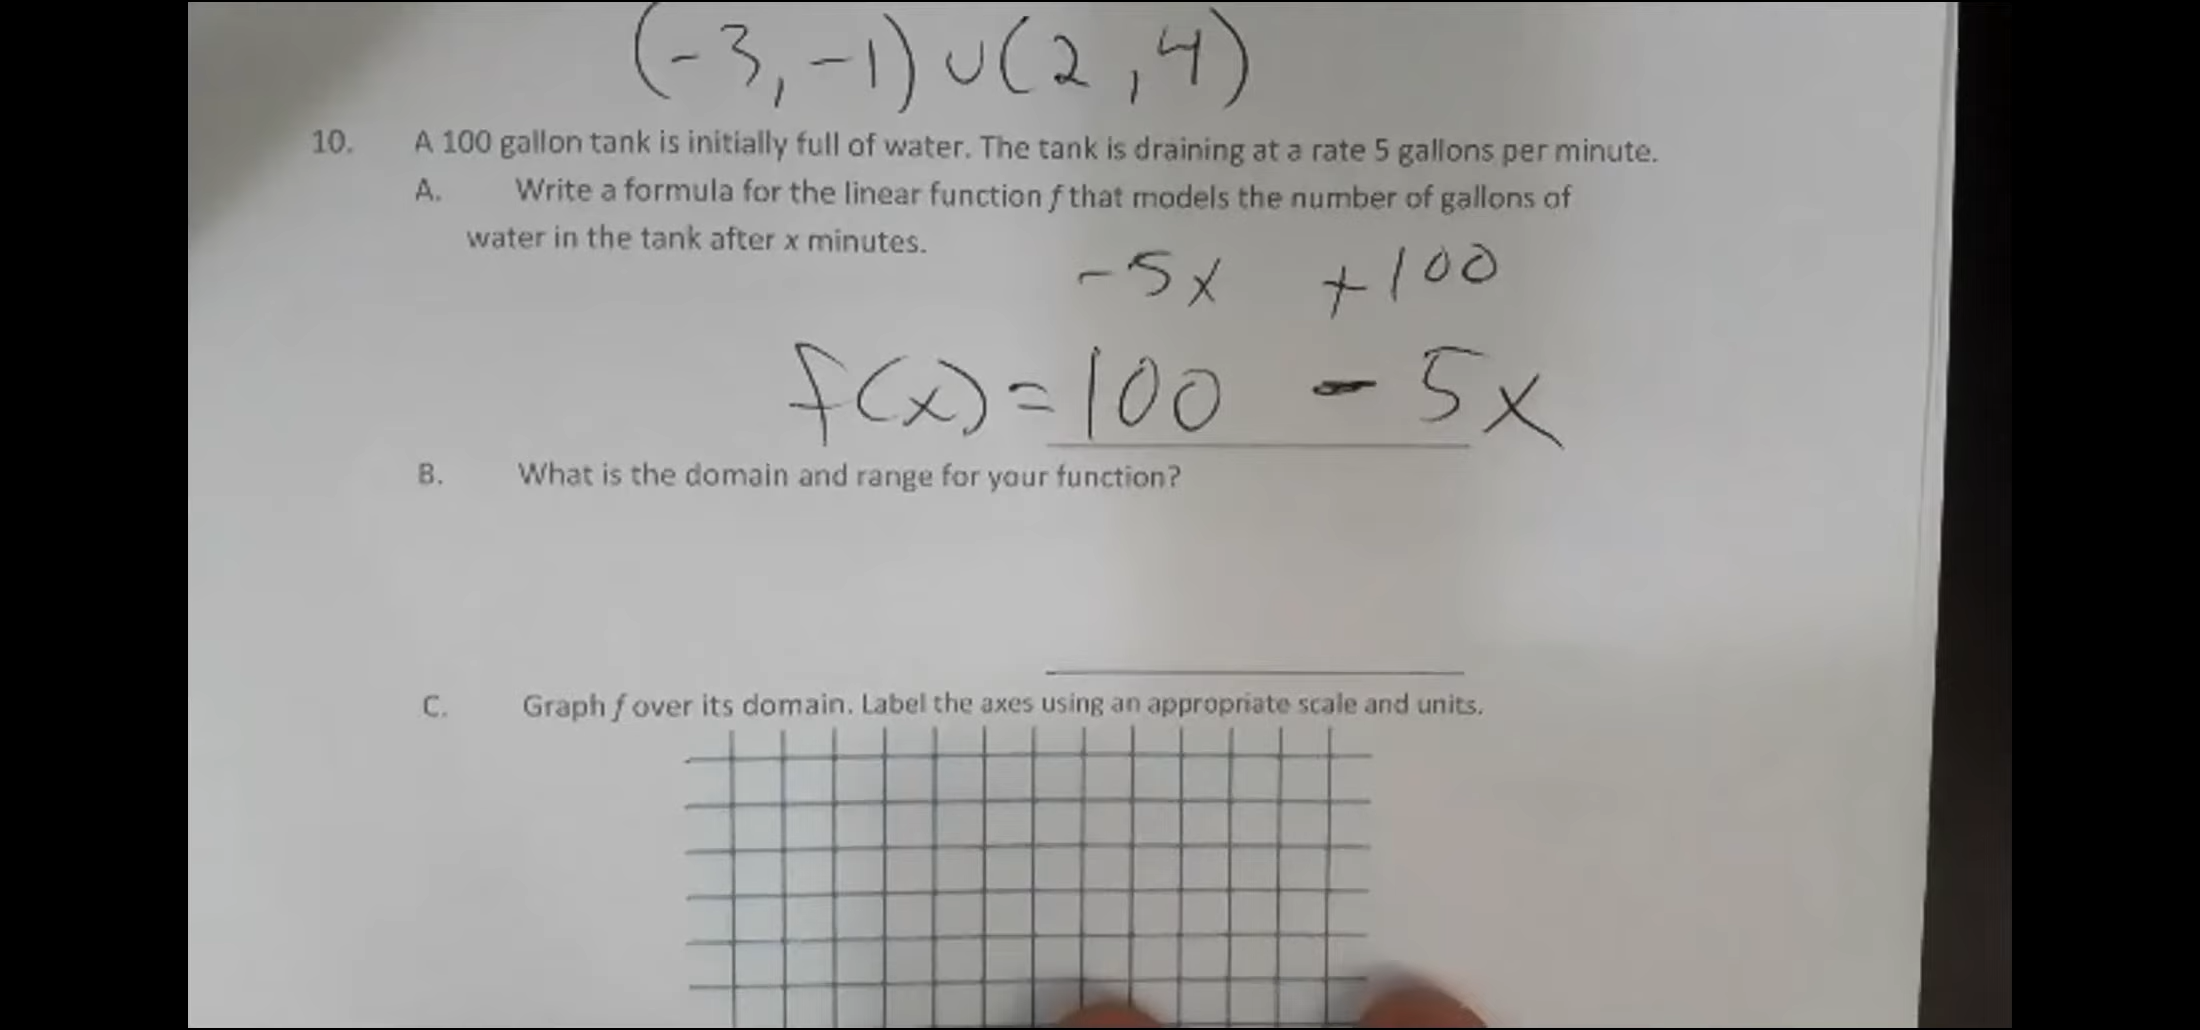 (-3, -1) ∪ (2, 4)
10. A 100 gallon tank is initially full of water. The tank is draining at a rate 5 gallons per minute.
A. Write a formula for the linear function f that models the number of gallons of
water in the tank after x minutes.
-5x +100
f(x) = 100 - 5x
B. What is the domain and range for your function?
C. Graph f over its domain. Label the axes using an appropriate scale and units.